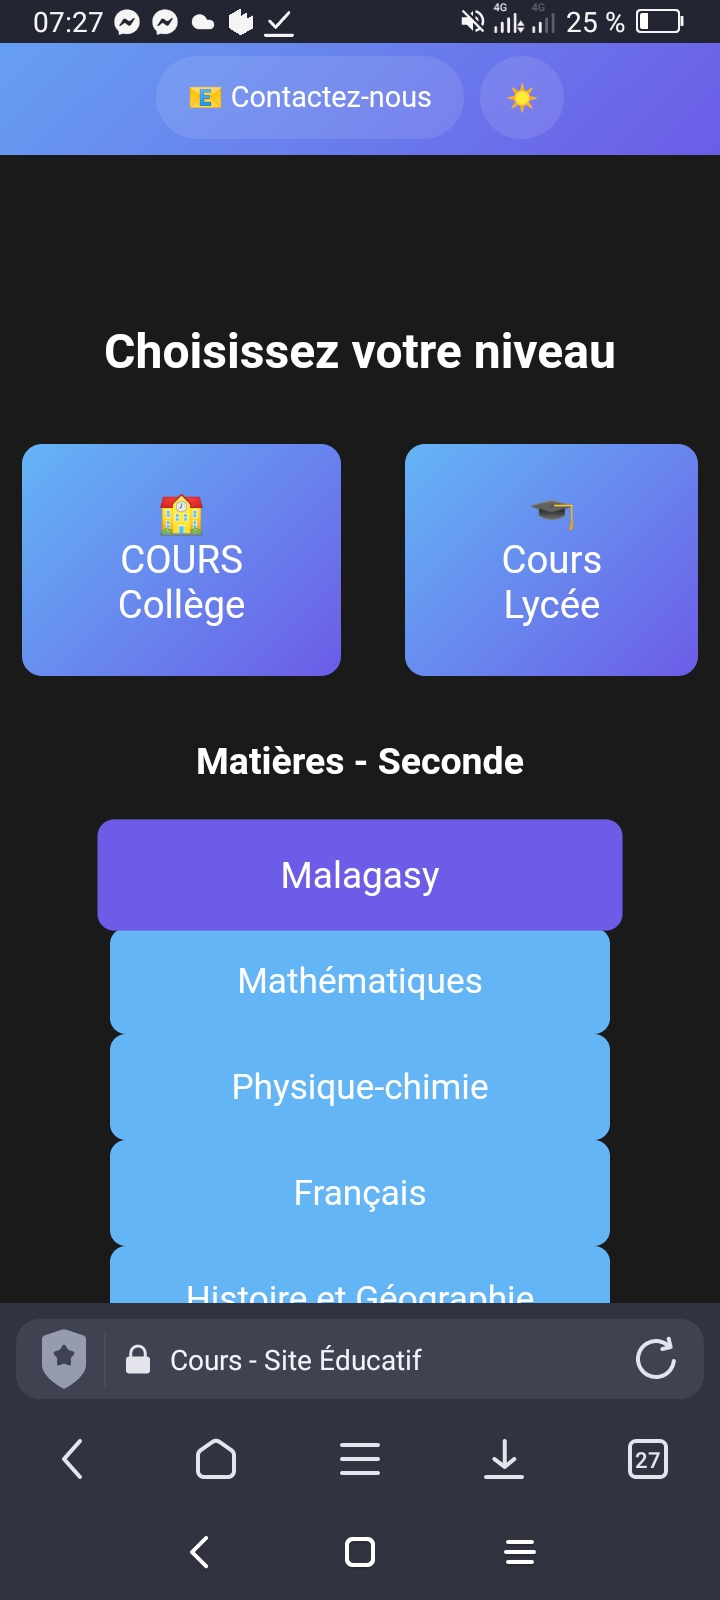 07:27
4G 4G 25 %
Contactez-nous
Choisissez votre niveau
COURS
Collège
Cours
Lycée
Matières - Seconde
Malagasy
Mathématiques
Physique-chimie
Français
Histoire et Géographie
Cours - Site Éducatif
27